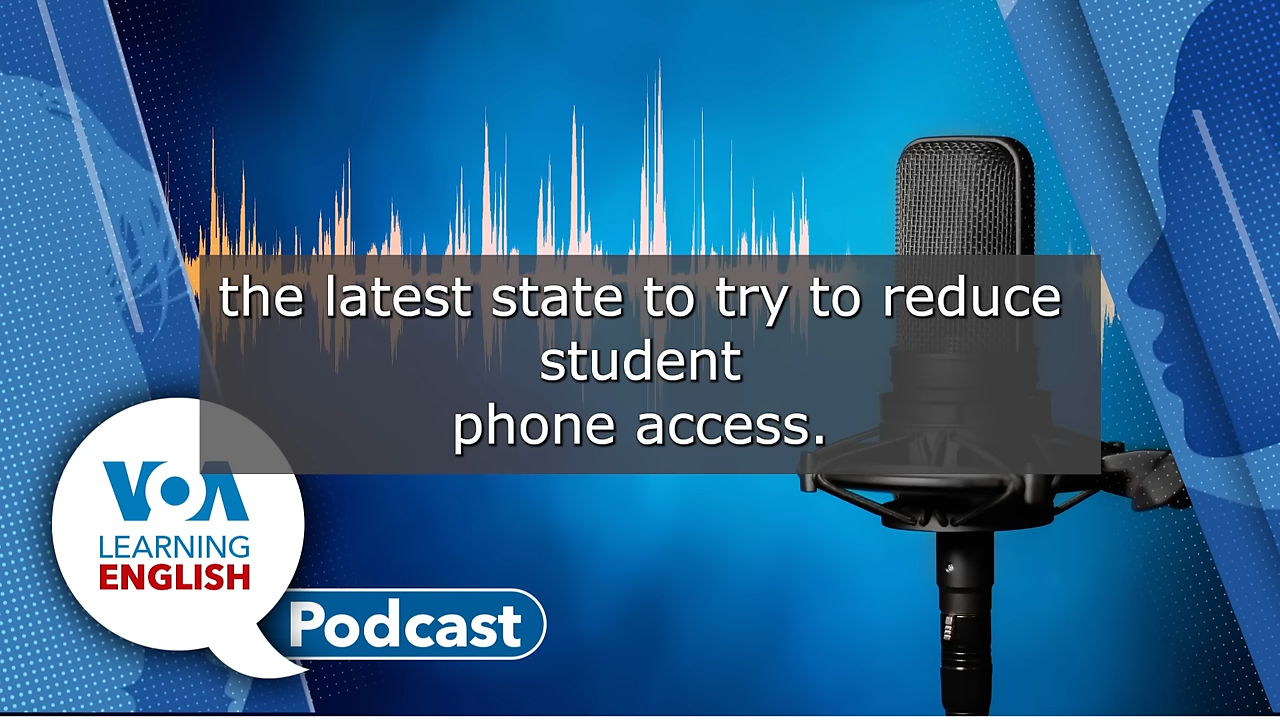 the latest state to try to reduce
student
phone access.
VOA
LEARNING
ENGLISH
Podcast